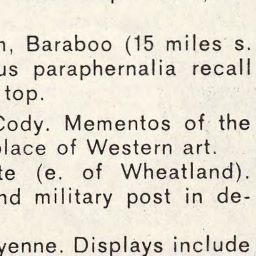 , Baraboo (15 miles s.
us paraphernalia recall
top.
Cody. Mementos of the
place of Western art.
te (e. of Wheatland).
nd military post in de-
yenne. Displays include